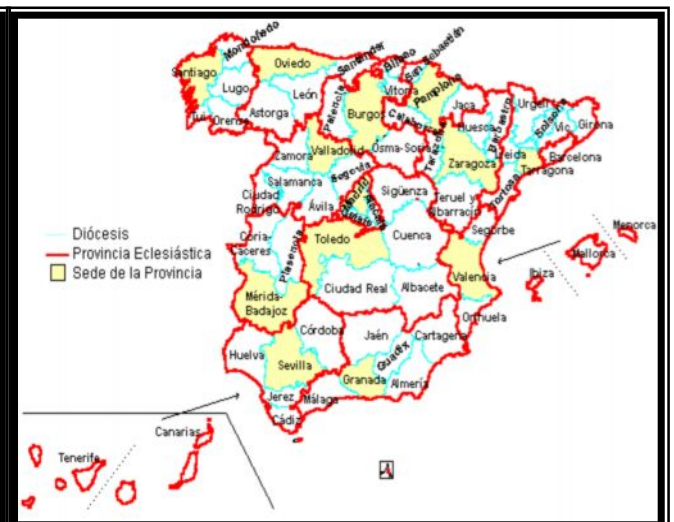 Mondoñedo
Santiago
Oviedo
Santander
Bilbao
San Sebastián
Lugo
León
Palencia
Burgos
Vitoria
Pamplona
Jaca
Huesca
Barbastro
Urgell
Solsona
Vic
Girona
Tui
Orense
Astorga
Calahorra
Osma-Soria
Tarazona
Zaragoza
Lleida
Barcelona
Tarragona
Tortosa
Zamora
Valladolid
Segovia
Salamanca
Ciudad
Rodrigo
Ávila
Madrid
Alcalá
Getafe
Sigüenza
Teruel y
Albarracín
Segorbe
Menorca
Mallorca
Ibiza
Coria-
Cáceres
Plasencia
Toledo
Cuenca
Valencia
Diócesis
Provincia Eclesiástica
Sede de la Provincia
Mérida-
Badajoz
Ciudad Real
Albacete
Orihuela
Córdoba
Jaén
Cartagena
Huelva
Sevilla
Guadix
Granada
Almería
Jerez
Málaga
Cádiz
Canarias
Tenerife